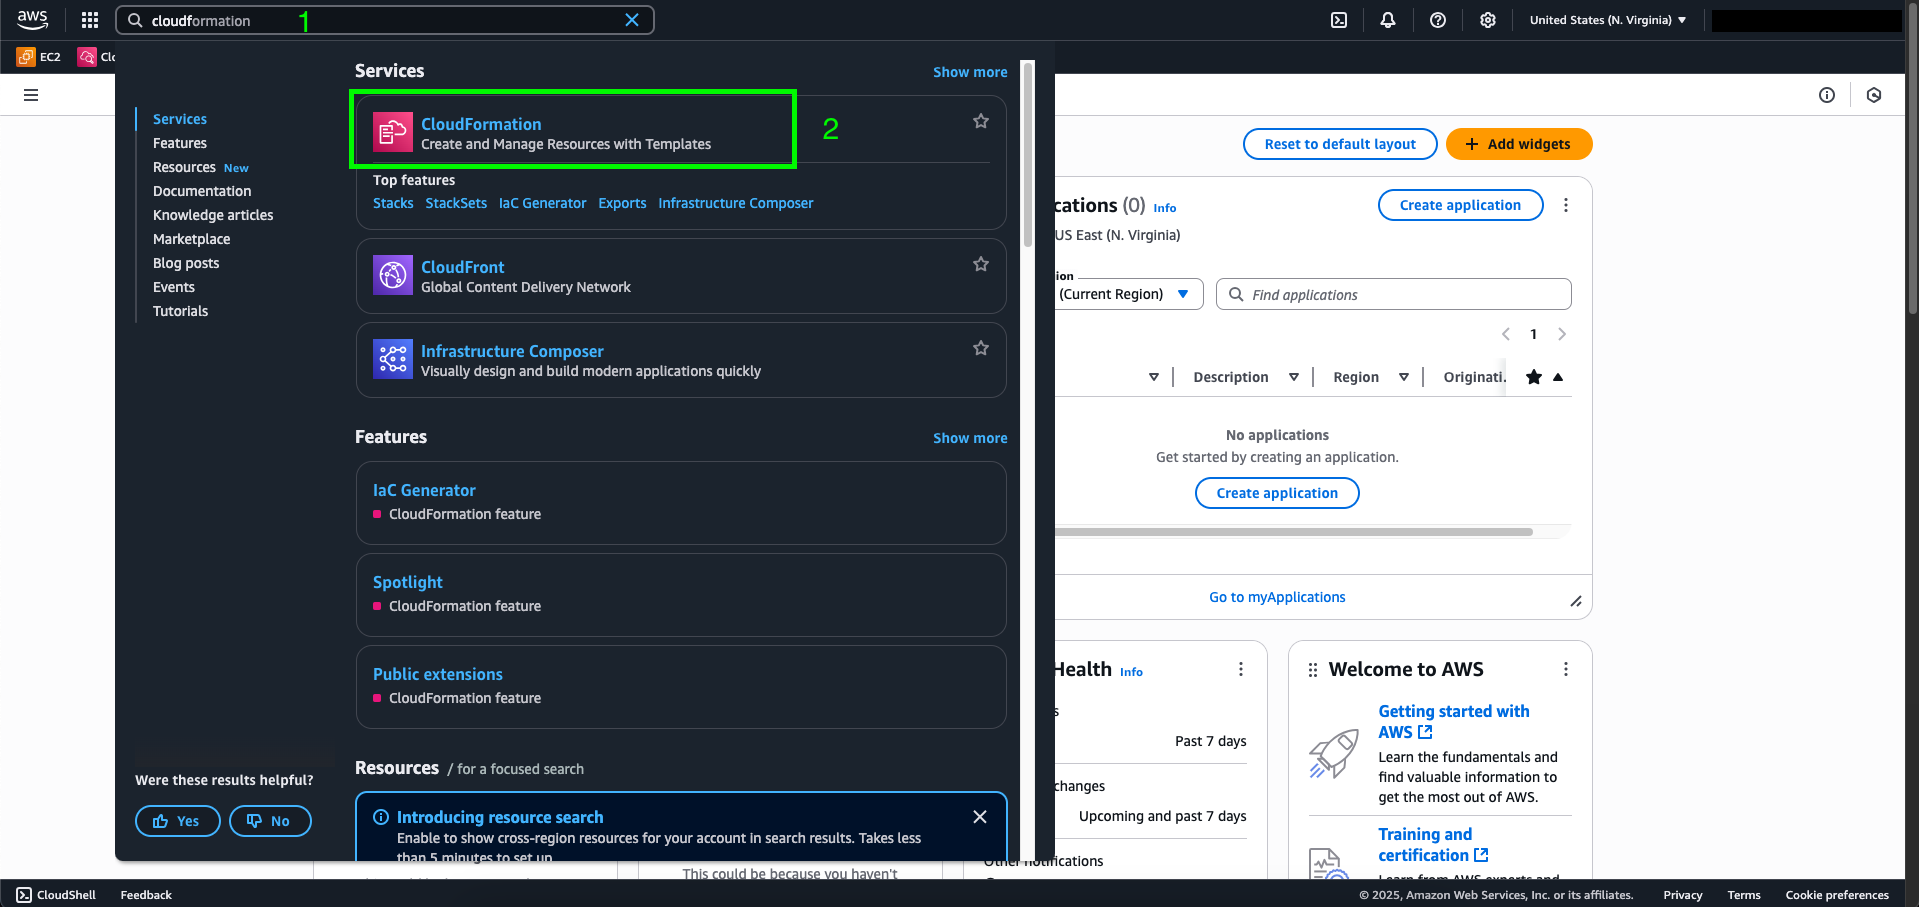 aws
cloudformation
1
United States (N. Virginia)
EC2
Clo
Services
Features
Resources New
Documentation
Knowledge articles
Marketplace
Blog posts
Events
Tutorials
Were these results helpful?
Yes
No
Services
Show more
CloudFormation
Create and Manage Resources with Templates
2
Top features
Stacks StackSets IaC Generator Exports Infrastructure Composer
CloudFront
Global Content Delivery Network
Infrastructure Composer
Visually design and build modern applications quickly
Features
Show more
IaC Generator
CloudFormation feature
Spotlight
CloudFormation feature
Public extensions
CloudFormation feature
Resources / for a focused search
Introducing resource search
Enable to show cross-region resources for your account in search results. Takes less
than 5 minutes to set up
Reset to default layout
Add widgets
cations (0) Info
Create application
US East (N. Virginia)
ion
(Current Region)
Find applications
1
Description
Region
Originati.
No applications
Get started by creating an application.
Create application
Go to myApplications
Health Info
s
Past 7 days
changes
Upcoming and past 7 days
Other notifications
This could be because you haven't
Welcome to AWS
Getting started with
AWS
Learn the fundamentals and
find valuable information to
get the most out of AWS.
Training and
certification
Learn from AWS experts and
CloudShell
Feedback
© 2025, Amazon Web Services, Inc. or its affiliates.
Privacy
Terms
Cookie preferences